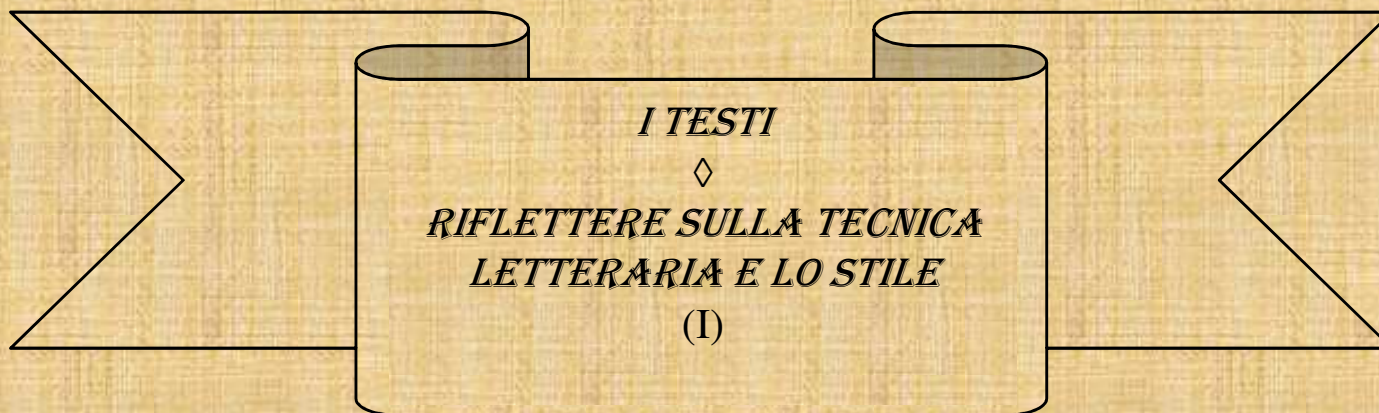 I TESTI
◊
RIFLETTERE SULLA TECNICA
LETTERARIA E LO STILE
(I)